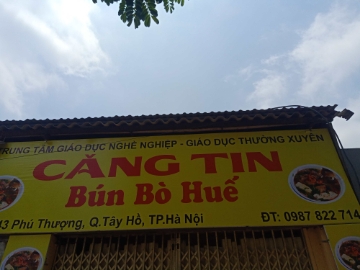 TRUNG TÂM GIÁO DỤC NGHỀ NGHIỆP - GIÁO DỤC THƯỜNG XUYÊN
CĂNG TIN
Bún Bò Huế
43 Phú Thượng, Q.Tây Hồ, TP.Hà Nội ĐT: 0987 822 714